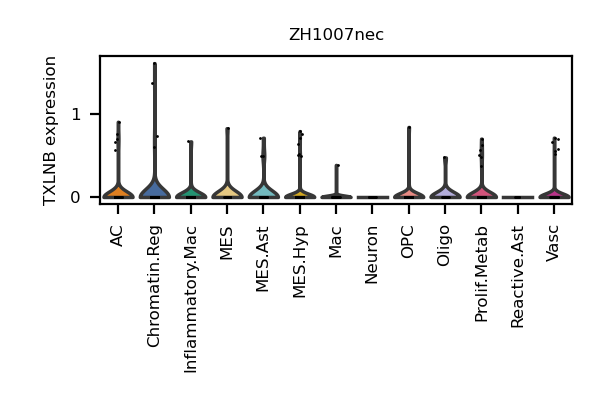 ZH1007nec
TXLNB expression
1
0
AC
Chromatin.Reg
Inflammatory.Mac
MES
MES.Ast
MES.Hyp
Mac
Neuron
OPC
Oligo
Prolif.Metab
Reactive.Ast
Vasc